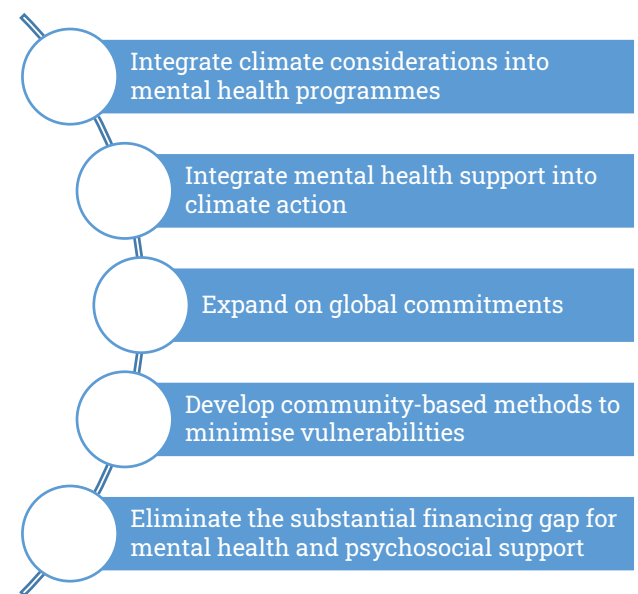 Integrate climate considerations into
mental health programmes
Integrate mental health support into
climate action
Expand on global commitments
Develop community-based methods to
minimise vulnerabilities
Eliminate the substantial financing gap for
mental health and psychosocial support